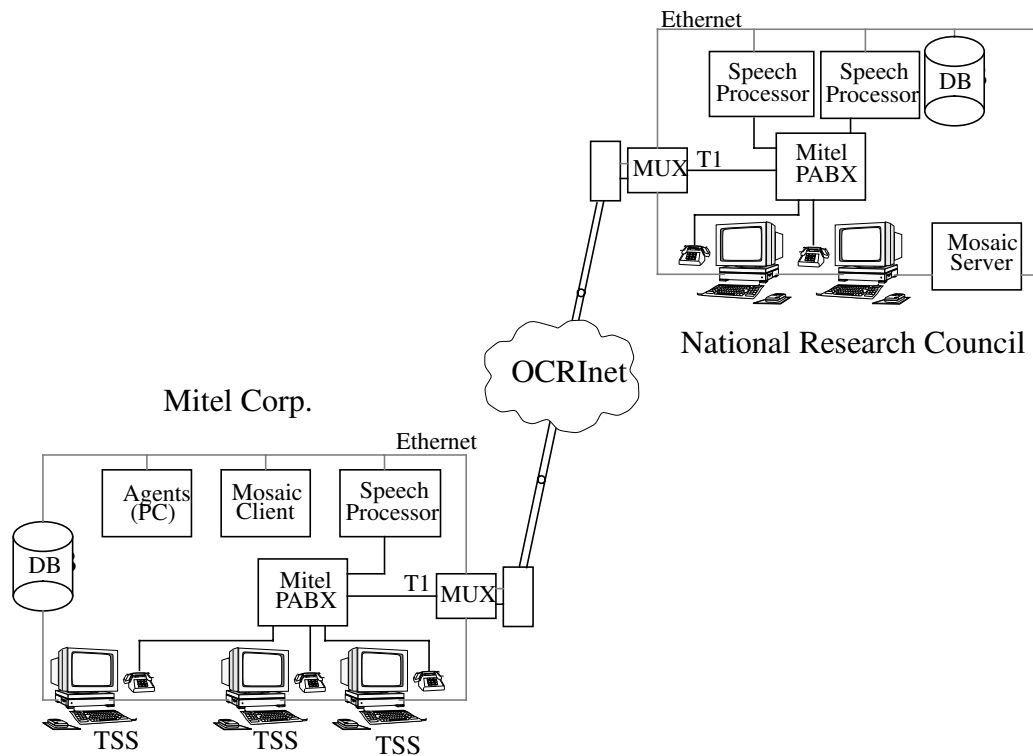 Ethernet
Speech
Processor
Speech
Processor
DB
MUX
T1
Mitel
PABX
Mosaic
Server
National Research Council
OCRInet
Mitel Corp.
Ethernet
Agents
(PC)
Mosaic
Client
Speech
Processor
DB
Mitel
PABX
T1
MUX
TSS
TSS
TSS